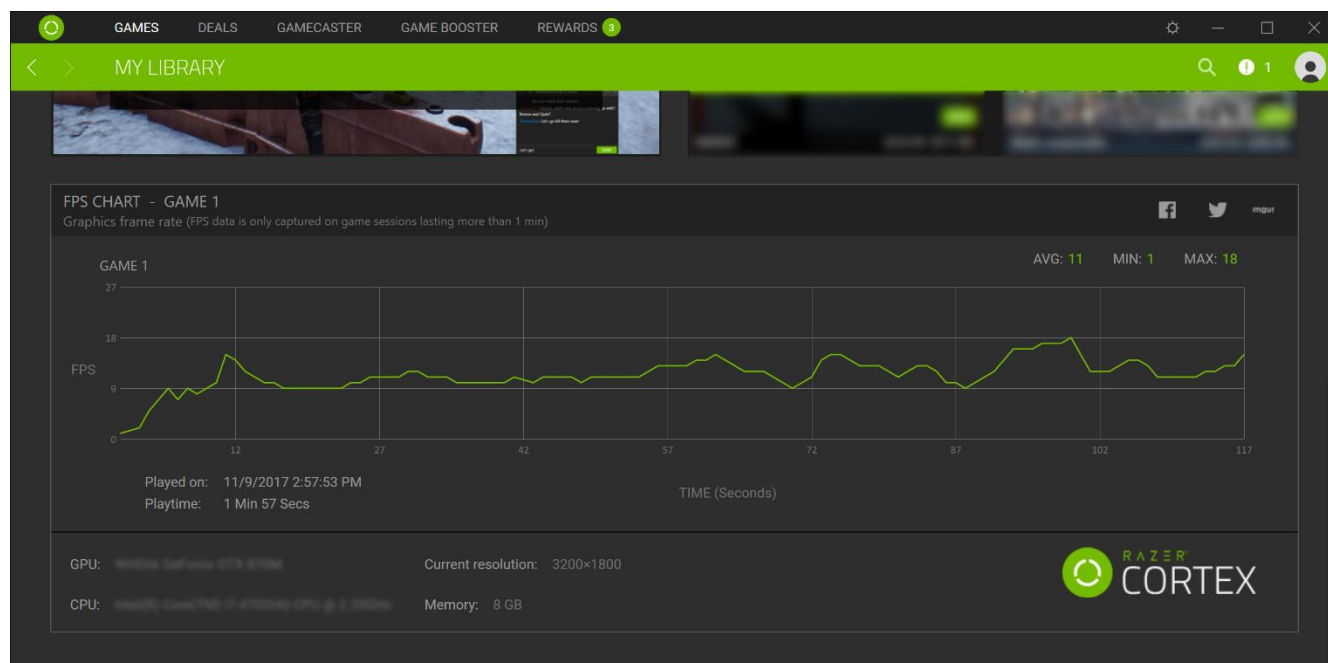 GAMES DEALS GAMECASTER GAME BOOSTER REWARDS 3
MY LIBRARY 1
FPS CHART - GAME 1
Graphics frame rate (FPS data is only captured on game sessions lasting more than 1 min)
imgur
GAME 1 AVG: 11 MIN: 1 MAX: 18
27
18
FPS
9
0
12 27 42 57 72 87 102 117
Played on: 11/9/2017 2:57:53 PM
TIME (Seconds)
Playtime: 1 Min 57 Secs
GPU: Current resolution: 3200×1800
RAZER
CORTEX
CPU: Memory: 8 GB